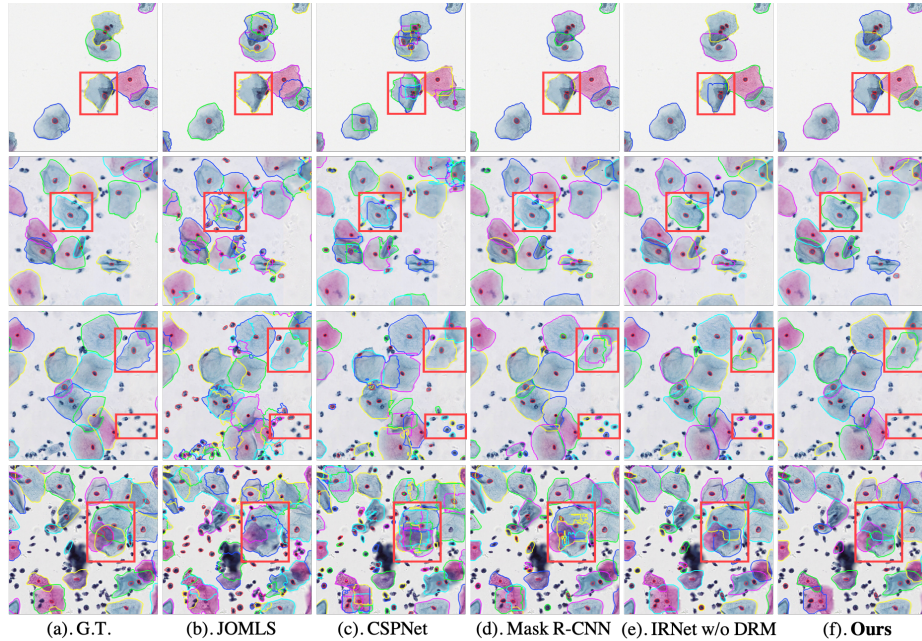 (a). G.T. (b). JOMLS (c). CSPNet (d). Mask R-CNN (e). IRNet w/o DRM (f). Ours